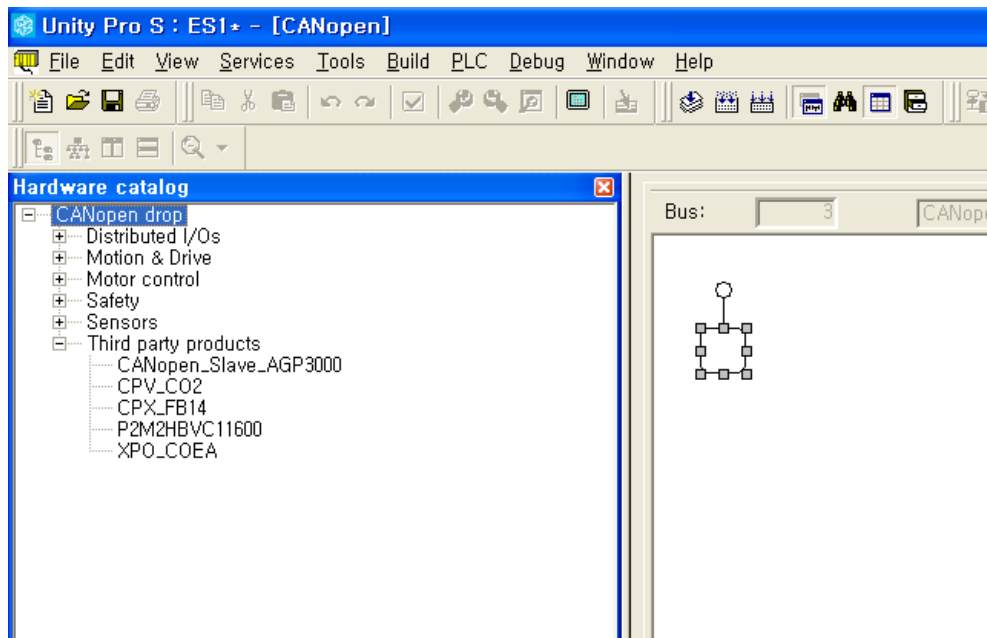 Unity Pro S : ES1* - [CANopen]
File Edit View Services Tools Build PLC Debug Window Help
Hardware catalog
CANopen drop
Distributed I/Os
Motion & Drive
Motor control
Safety
Sensors
Third party products
CANopen_Slave_AGP3000
CPV_CO2
CPX_FB14
P2M2HBVC11600
XPO_COEA
Bus: 3 CANop